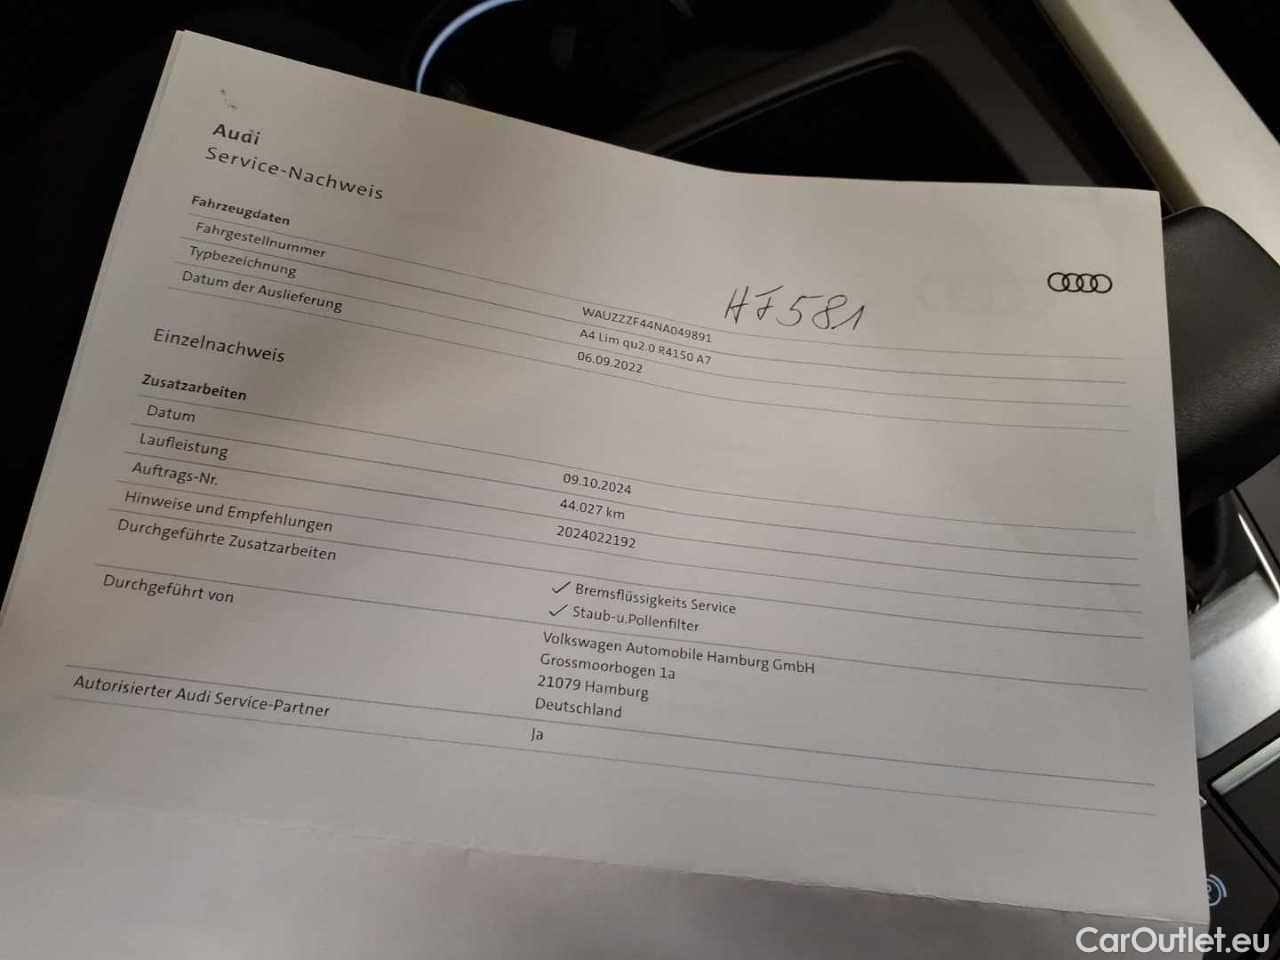 Audi
Service-Nachweis
Fahrzeugdaten
Fahrgestellnummer WAUZZZF44NA049891
HJ581
Typbezeichnung A4 Lim qu2.0 R4150 A7
Datum der Auslieferung 06.09.2022
Einzelnachweis
Zusatzarbeiten
Datum 09.10.2024
Laufleistung 44.027 km
Auftrags-Nr. 2024022192
Hinweise und Empfehlungen
Durchgeführte Zusatzarbeiten ✓ Bremsflüssigkeits Service
✓ Staub-u.Pollenfilter
Durchgeführt von Volkswagen Automobile Hamburg GmbH
Grossmoorbogen 1a
21079 Hamburg
Deutschland
Autorisierter Audi Service-Partner Ja
CarOutlet.eu